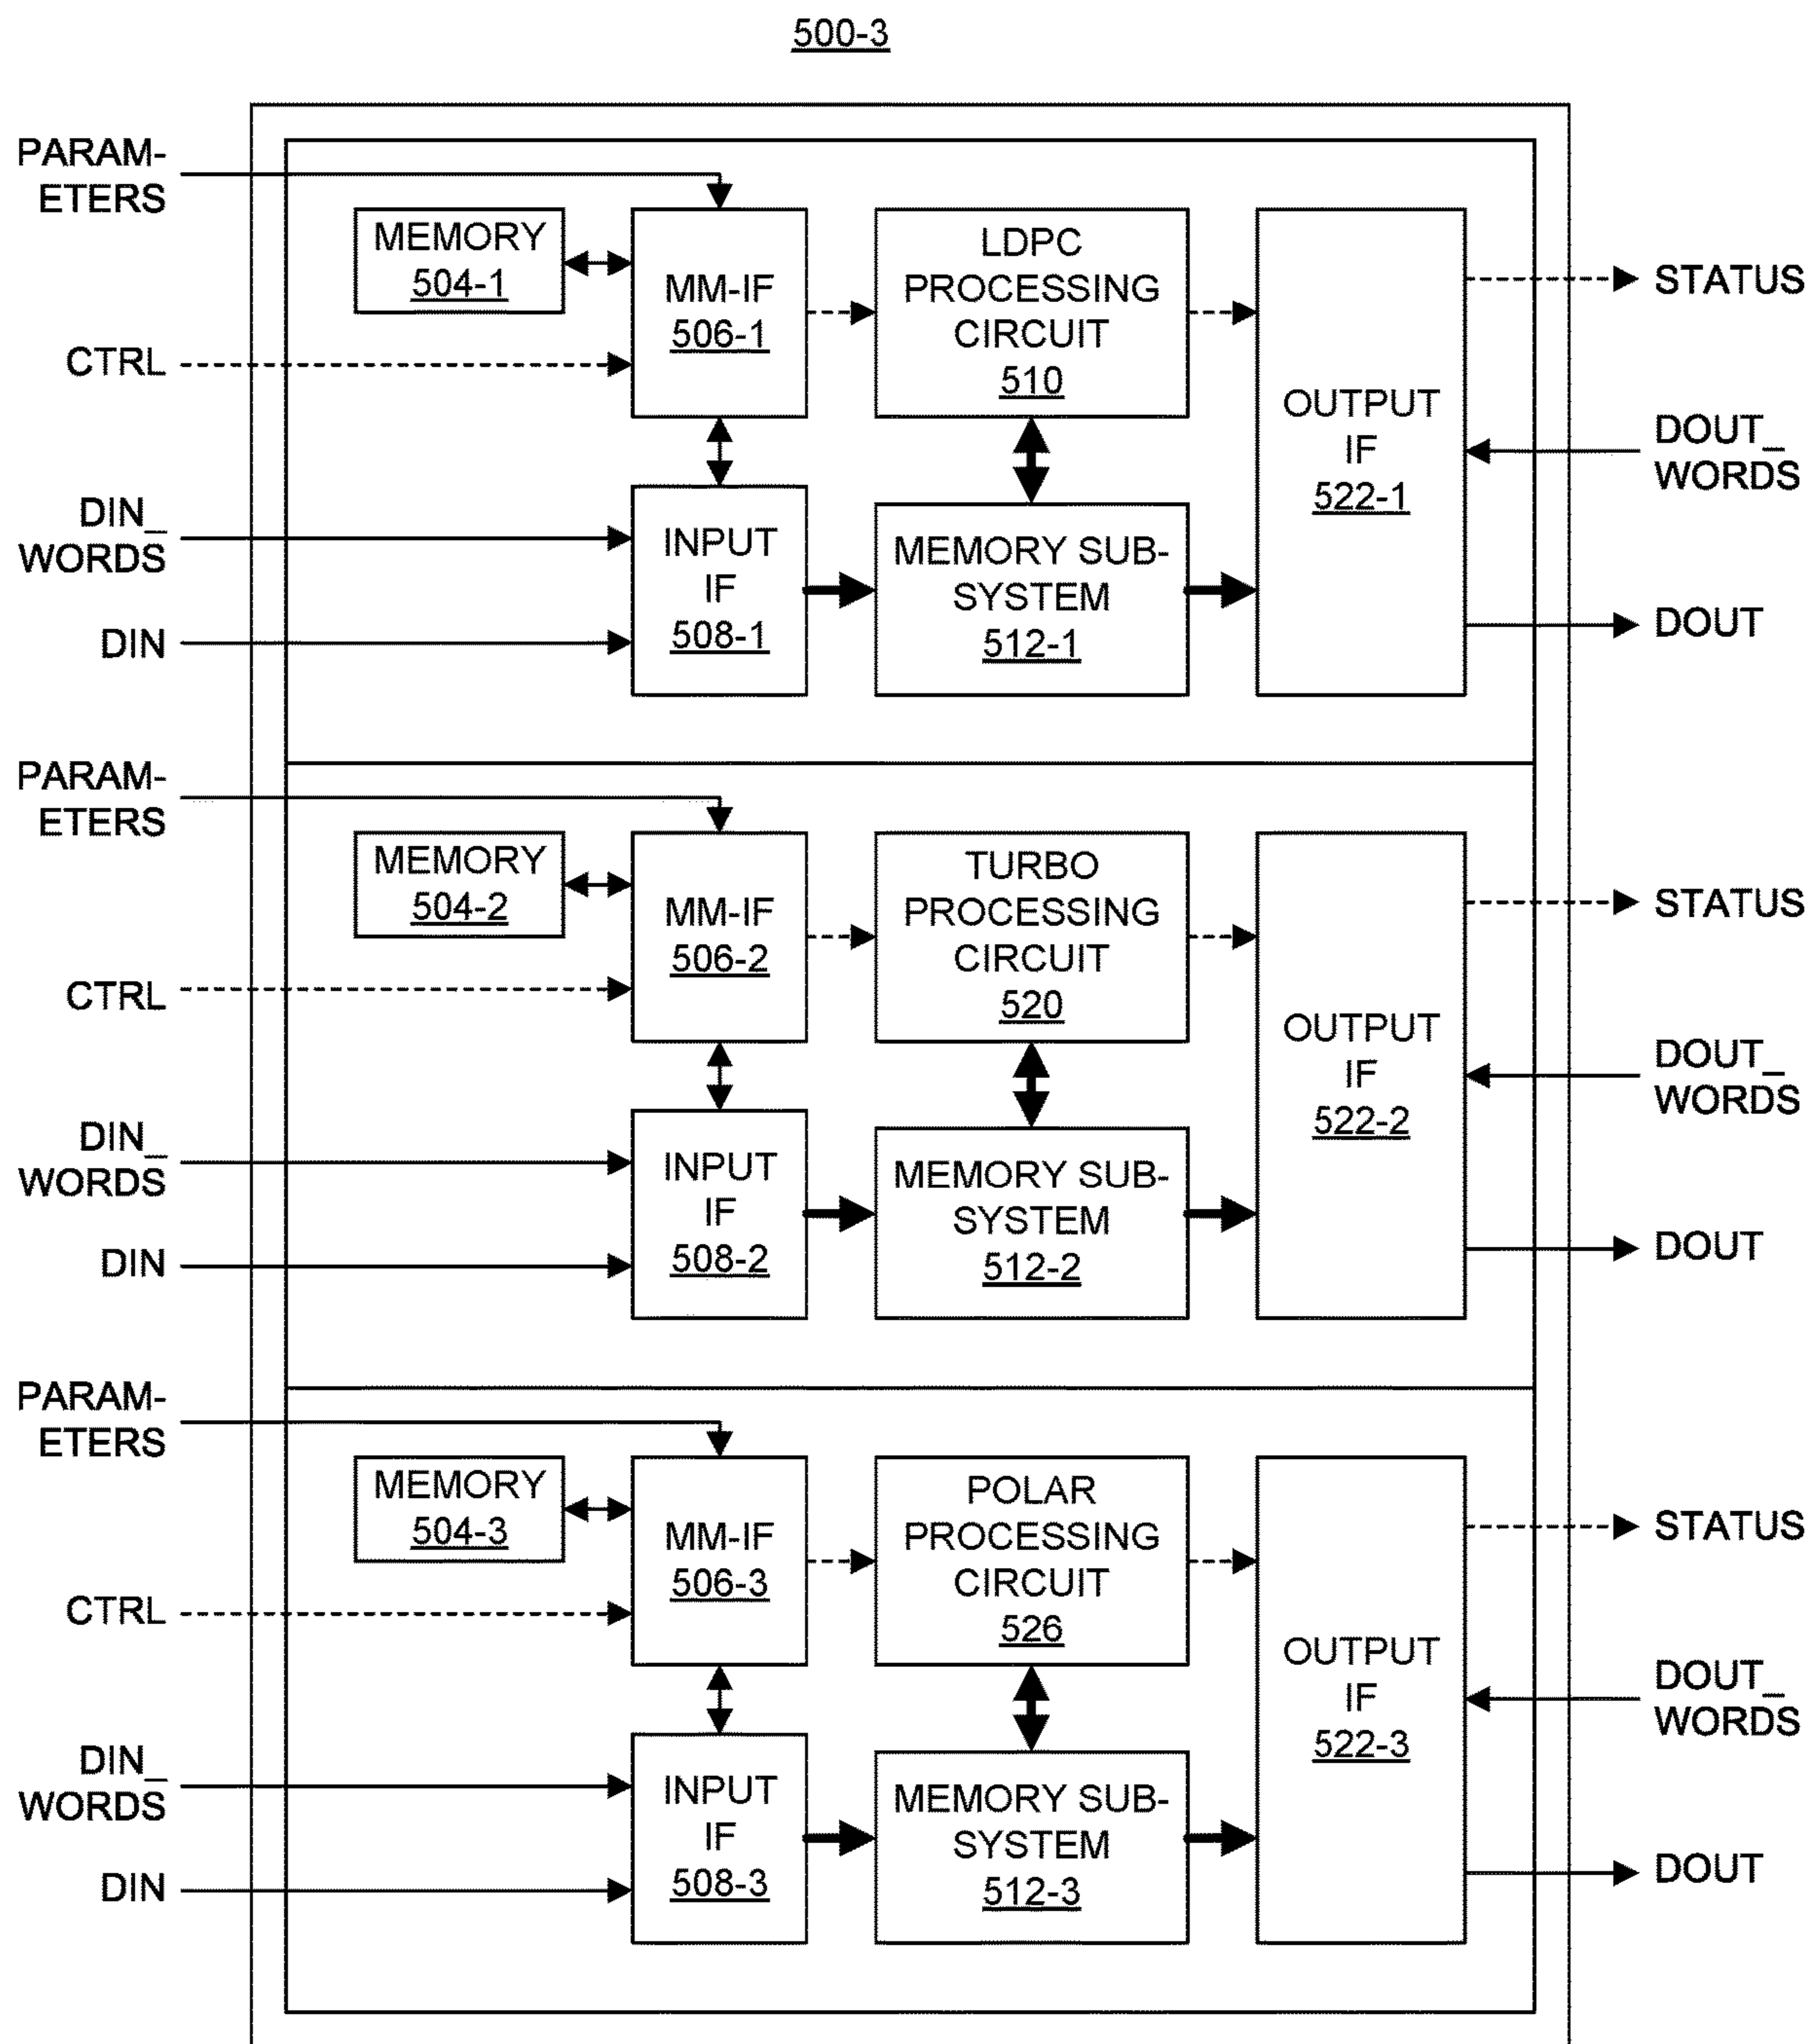 500-3
PARAM-
ETERS
MEMORY
504-1
CTRL
MM-IF
506-1
LDPC
PROCESSING
CIRCUIT
510
DIN_
WORDS
DIN
INPUT
IF
508-1
MEMORY SUB-
SYSTEM
512-1
OUTPUT
IF
522-1
STATUS
DOUT_
WORDS
DOUT
PARAM-
ETERS
MEMORY
504-2
CTRL
MM-IF
506-2
TURBO
PROCESSING
CIRCUIT
520
DIN_
WORDS
DIN
INPUT
IF
508-2
MEMORY SUB-
SYSTEM
512-2
OUTPUT
IF
522-2
STATUS
DOUT_
WORDS
DOUT
PARAM-
ETERS
MEMORY
504-3
CTRL
MM-IF
506-3
POLAR
PROCESSING
CIRCUIT
526
DIN_
WORDS
DIN
INPUT
IF
508-3
MEMORY SUB-
SYSTEM
512-3
OUTPUT
IF
522-3
STATUS
DOUT_
WORDS
DOUT